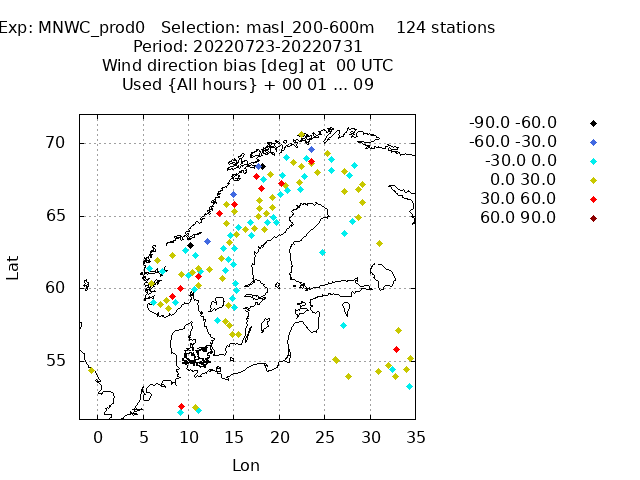 Exp: MNWC_prod0   Selection: masl_200-600m    124 stations
Period: 20220723-20220731
Wind direction bias [deg] at  00 UTC
Used {All hours} + 00 01 ... 09
-90.0 -60.0
-60.0 -30.0
-30.0 0.0
0.0 30.0
30.0 60.0
60.0 90.0
70
65
60
55
Lat
0 5 10 15 20 25 30 35
Lon